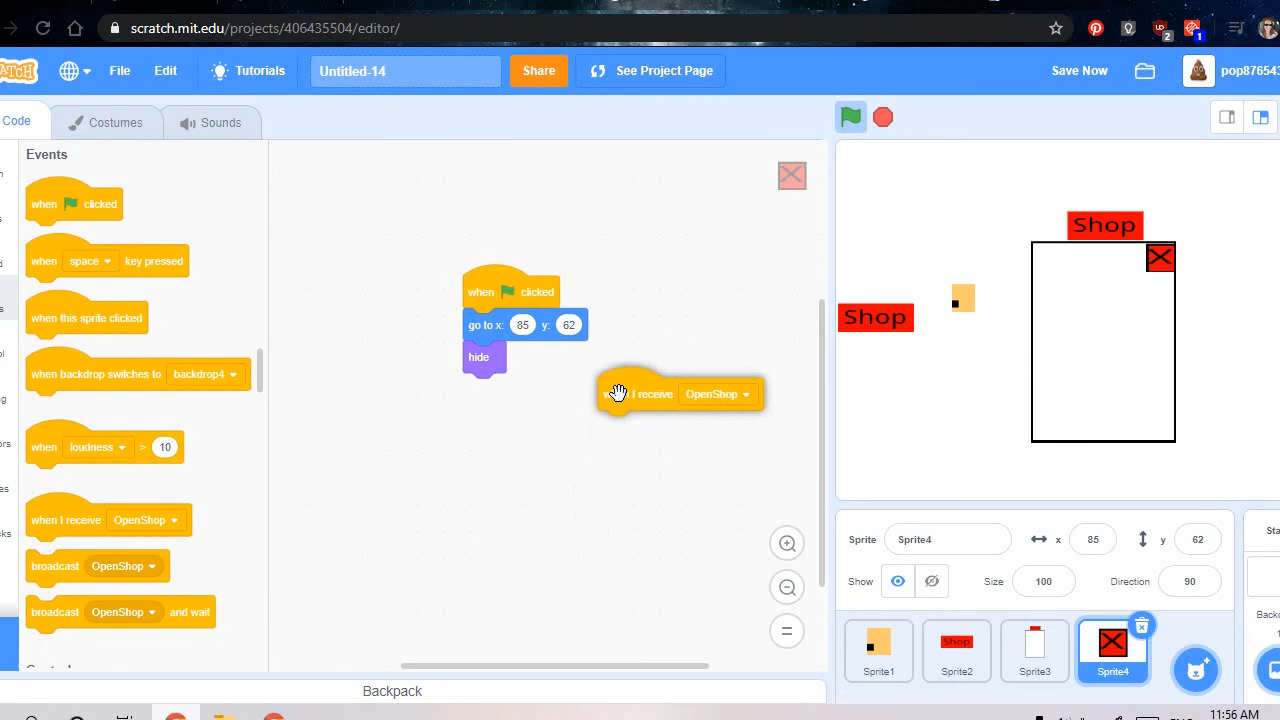 scratch.mit.edu/projects/406435504/editor/
2
1
File Edit Tutorials Untitled-14 Share See Project Page Save Now pop876543
Code Costumes Sounds
Events
when clicked
when space key pressed
when this sprite clicked
when backdrop switches to backdrop4
when loudness > 10
when I receive OpenShop
broadcast OpenShop
broadcast OpenShop and wait
when clicked
go to x: 85 y: 62
hide
I receive OpenShop
Shop
Shop
Sprite Sprite4 x 85 y 62
Show Size 100 Direction 90
Shop
Sprite1 Sprite2 Sprite3 Sprite4
Backpack
11:56 AM